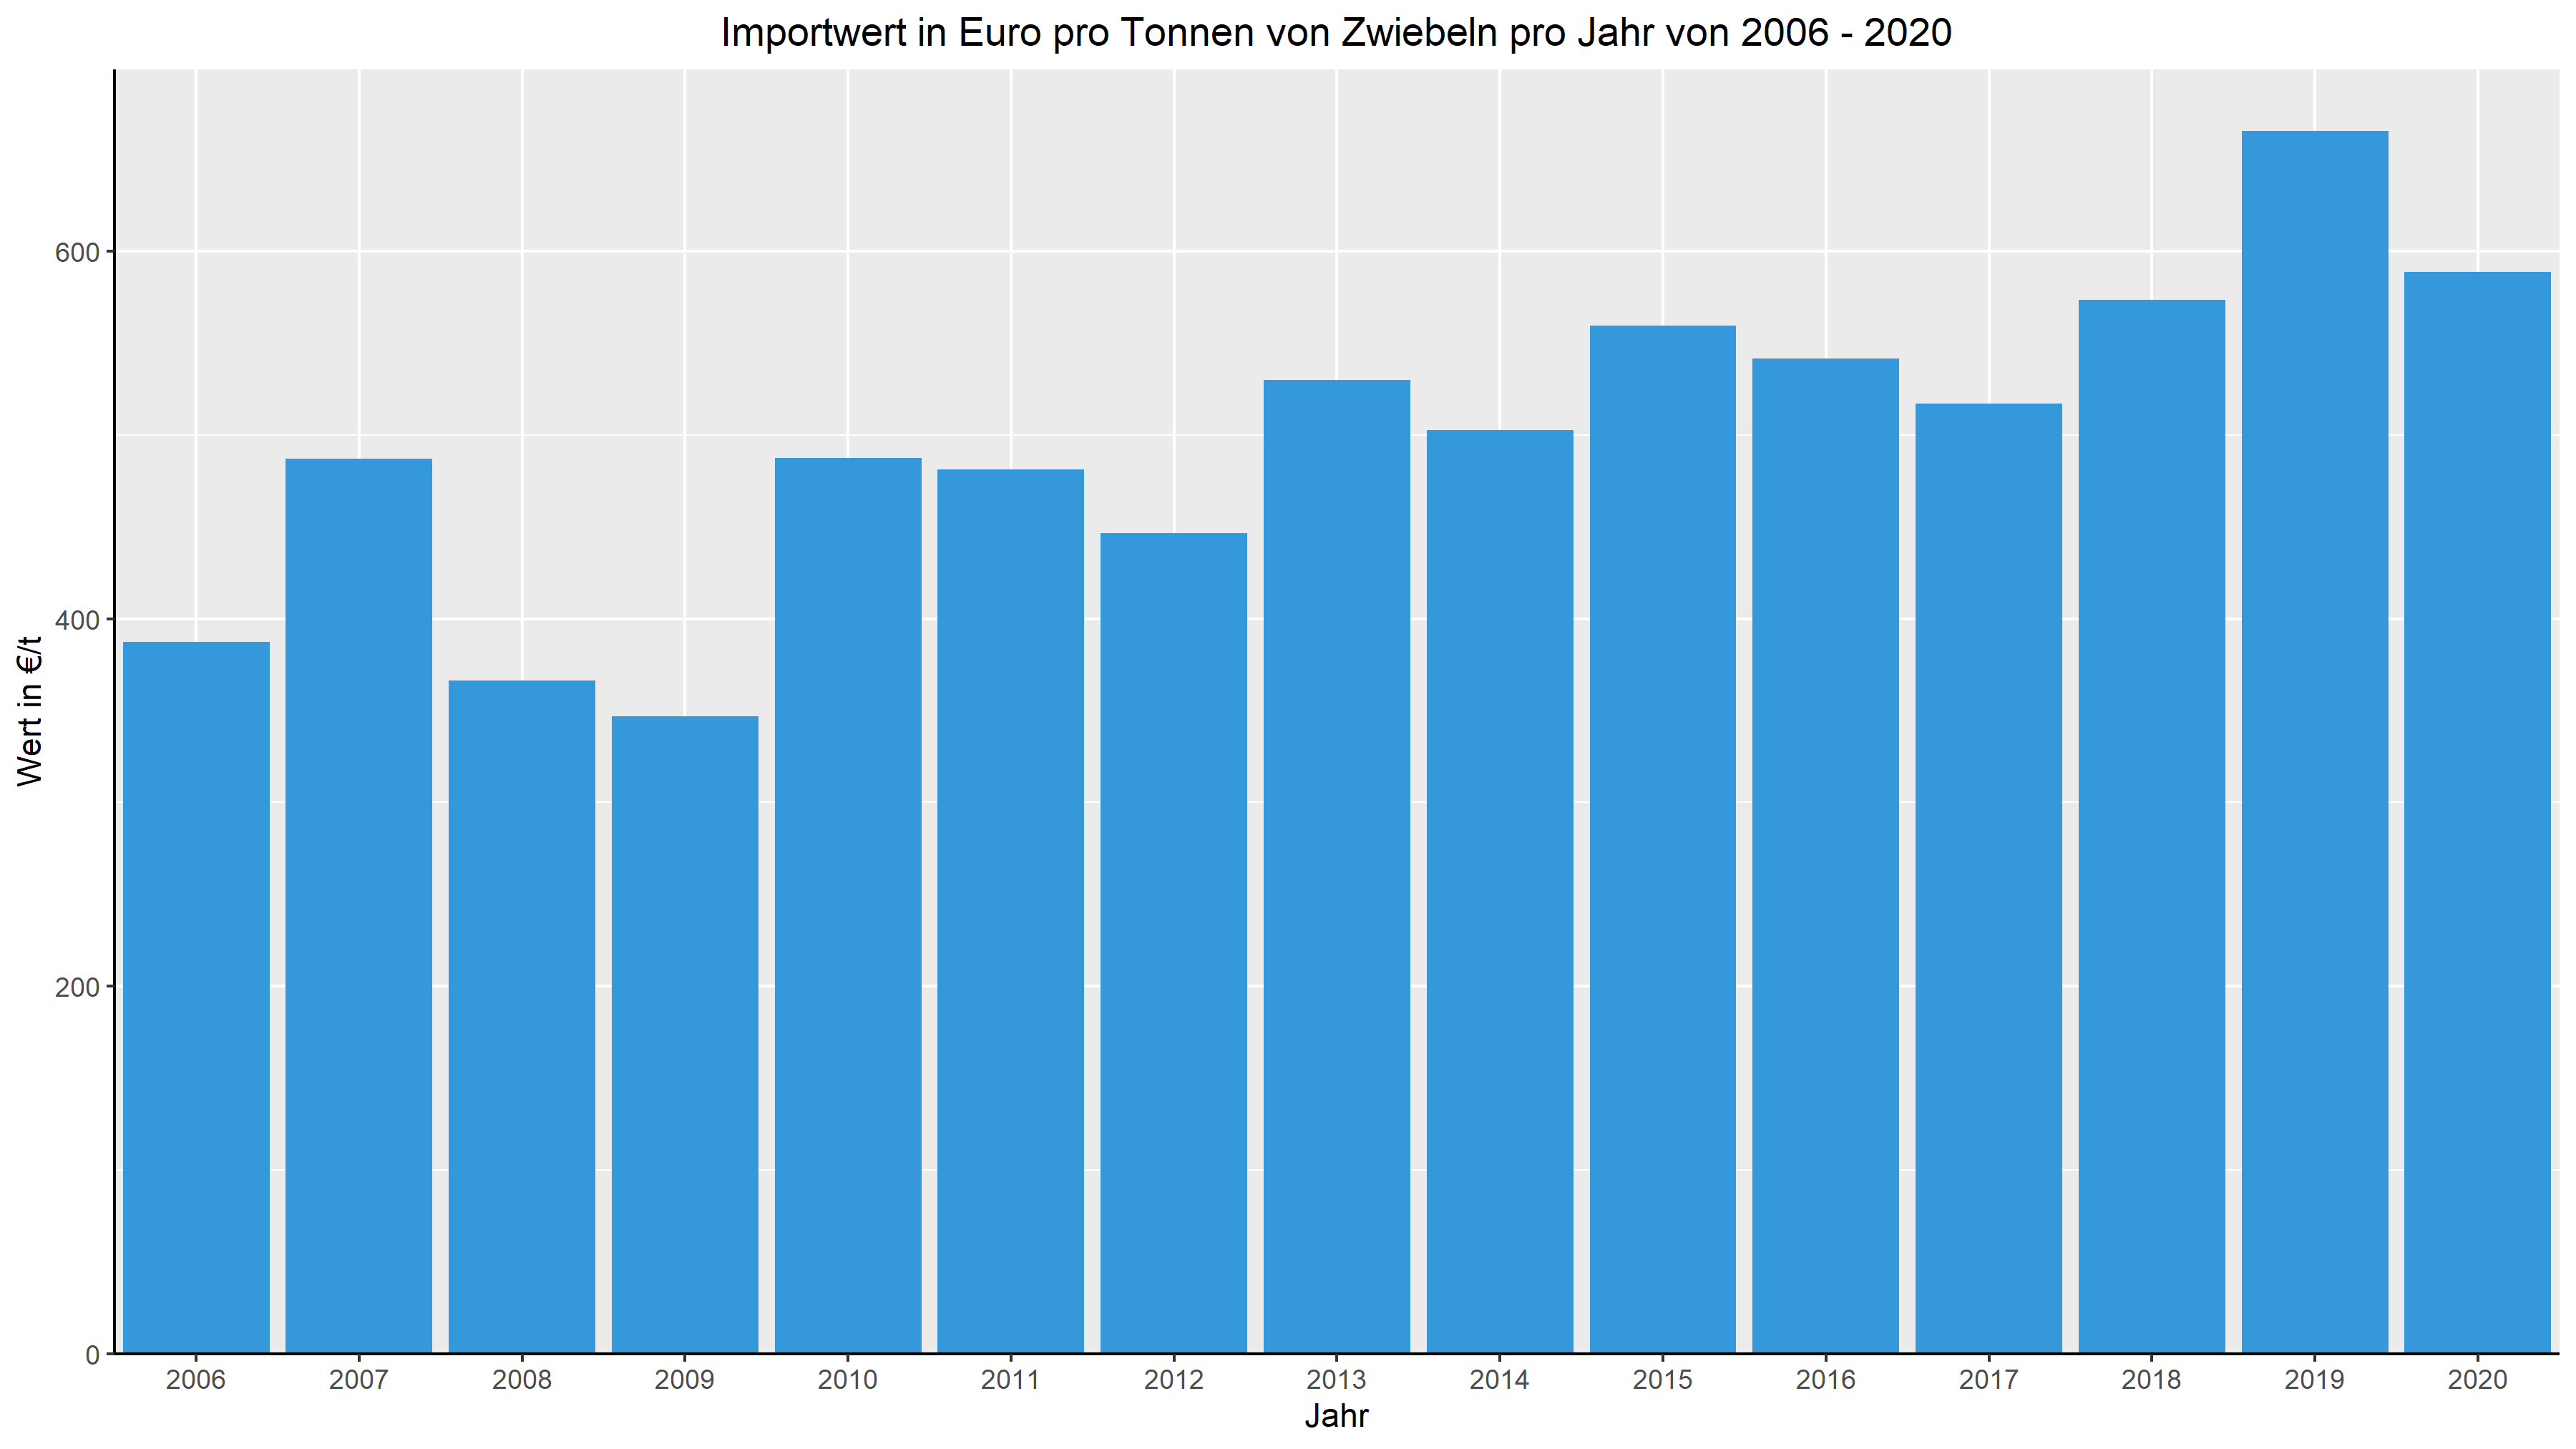 Importwert in Euro pro Tonnen von Zwiebeln pro Jahr von 2006 - 2020
Wert in €/t
600
400
200
0
2006 2007 2008 2009 2010 2011 2012 2013 2014 2015 2016 2017 2018 2019 2020
Jahr